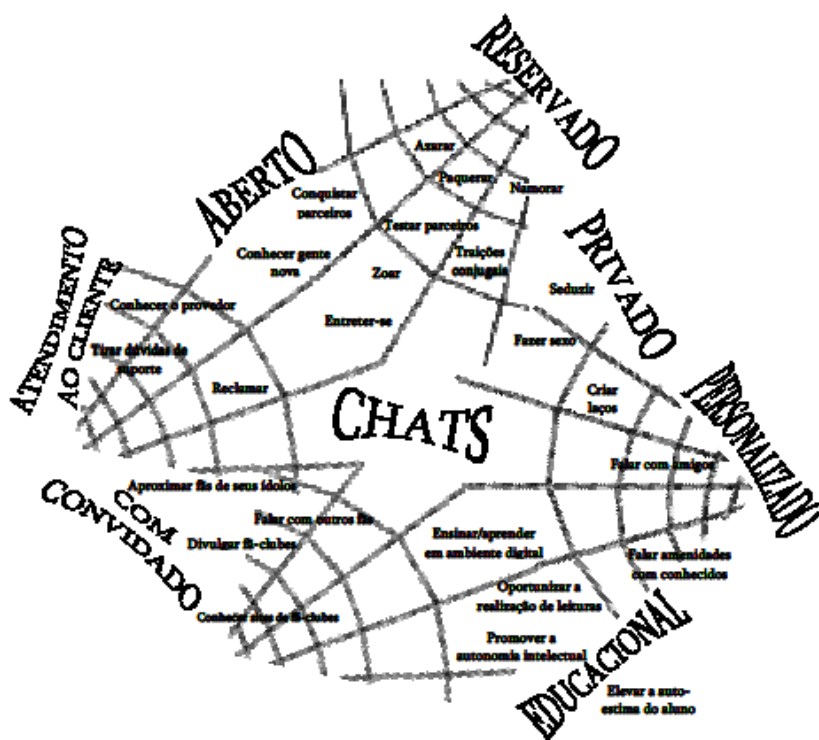 RESERVADO
Azarar
Paquerar
Namorar
ABERTO
Conquistar
parceiros
Testar parceiros
Traições
conjugais
Zoar
Conhecer gente
nova
Entreter-se
PRIVADO
Seduzir
Fazer sexo
ATENDIMENTO
AO CLIENTE
Conhecer o provedor
Tirar dúvidas de
suporte
Reclamar
CHATS
Criar
laços
PERSONALIZADO
Falar com amigos
Falar amenidades
com conhecidos
COM
CONVIDADO
Aproximar fãs de seus ídolos
Falar com outros fãs
Divulgar fã-clubes
Conhecer sites de fã-clubes
Ensinar/aprender
em ambiente digital
Oportunizar a
realização de leituras
Promover a
autonomia intelectual
EDUCACIONAL
Elevar a auto-
estima do aluno